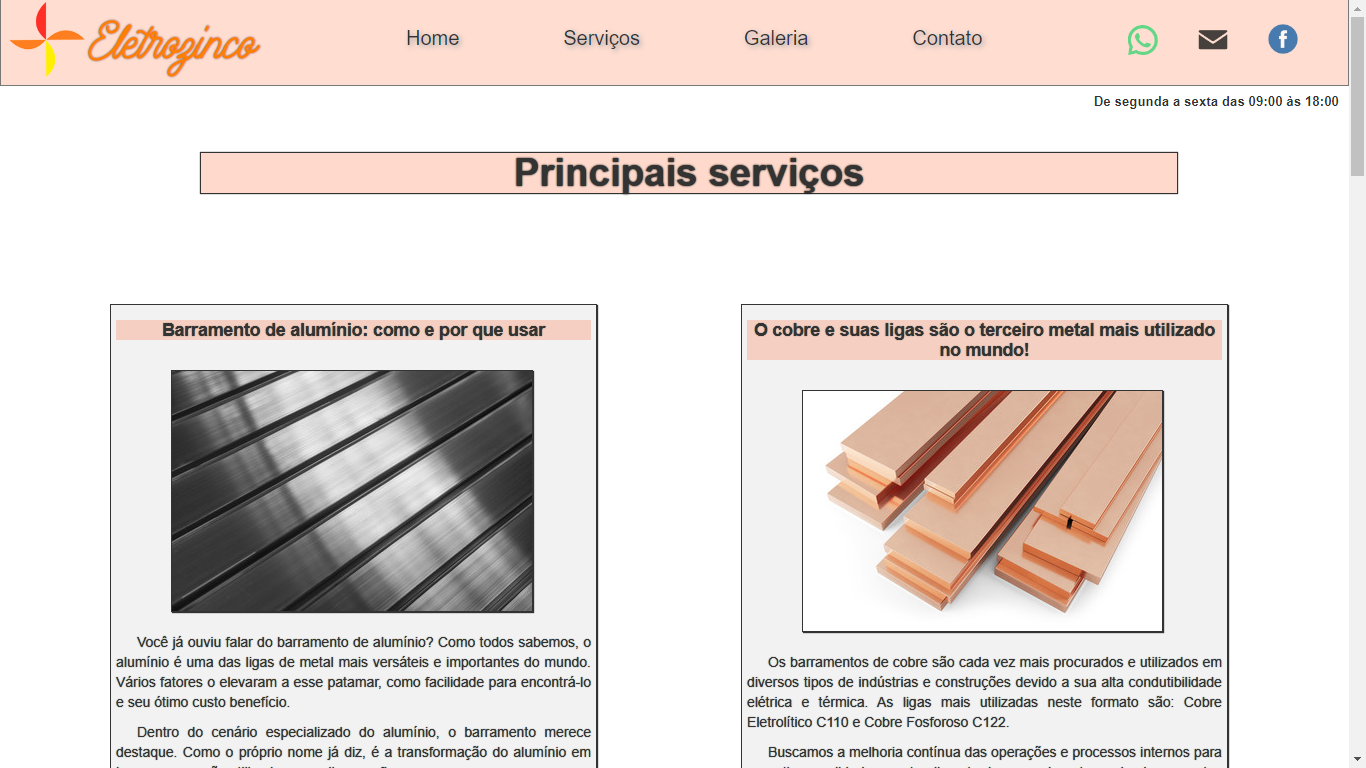 Eletrozinco
Home
Serviços
Galeria
Contato
De segunda a sexta das 09:00 às 18:00
Principais serviços
Barramento de alumínio: como e por que usar
Você já ouviu falar do barramento de alumínio? Como todos sabemos, o
alumínio é uma das ligas de metal mais versáteis e importantes do mundo.
Vários fatores o elevaram a esse patamar, como facilidade para encontrá-lo
e seu ótimo custo benefício.
Dentro do cenário especializado do alumínio, o barramento merece
destaque. Como o próprio nome já diz, é a transformação do alumínio em
O cobre e suas ligas são o terceiro metal mais utilizado
no mundo!
Os barramentos de cobre são cada vez mais procurados e utilizados em
diversos tipos de indústrias e construções devido a sua alta condutibilidade
elétrica e térmica. As ligas mais utilizadas neste formato são: Cobre
Eletrolítico C110 e Cobre Fosforoso C122.
Buscamos a melhoria contínua das operações e processos internos para